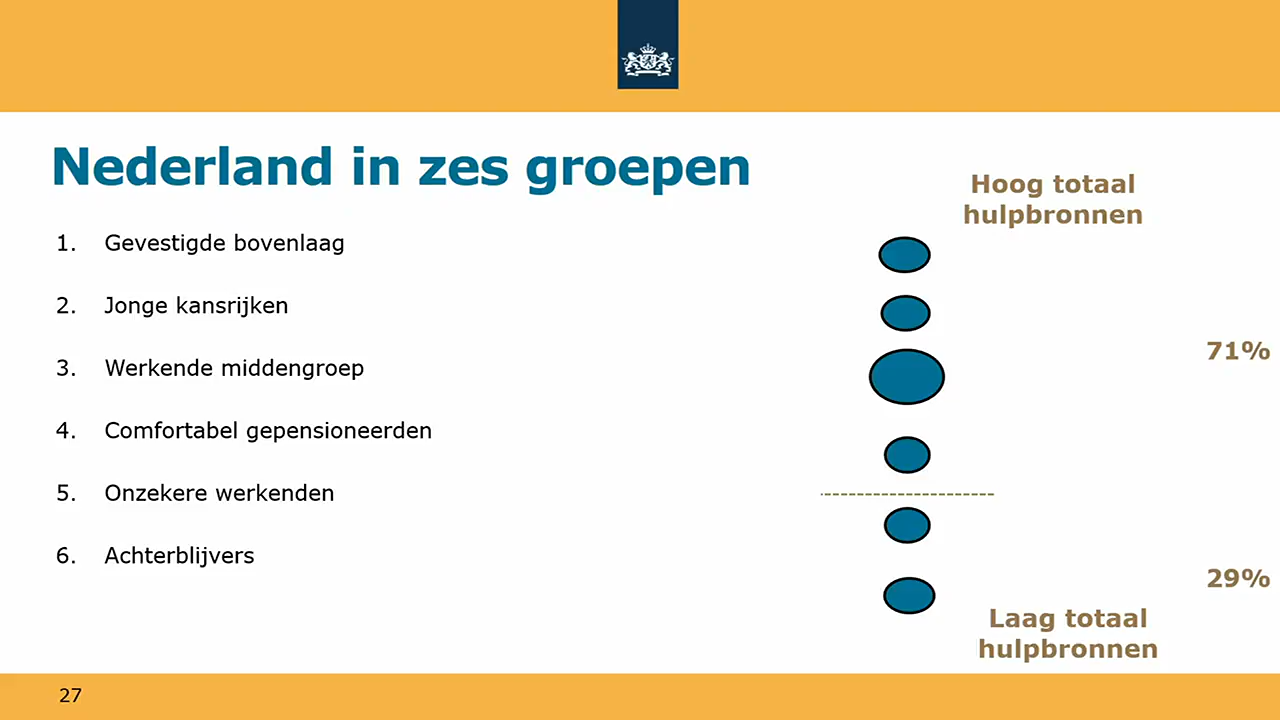 Nederland in zes groepen
1. Gevestigde bovenlaag
2. Jonge kansrijken
3. Werkende middengroep
4. Comfortabel gepensioneerden
5. Onzekere werkenden
6. Achterblijvers
Hoog totaal
hulpbronnen
71%
29%
Laag totaal
hulpbronnen
27